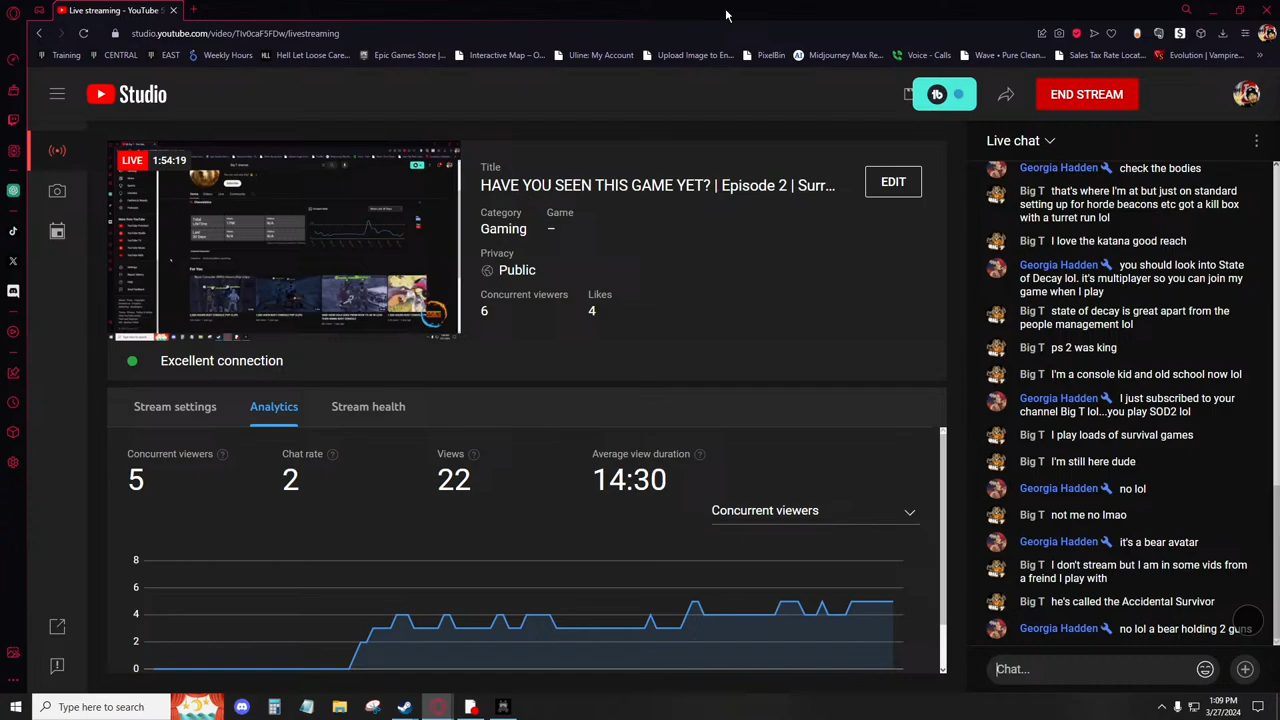 Live streaming - YouTube S
studio.youtube.com/video/TIv0caF5FDw/livestreaming
Training
CENTRAL
EAST
Weekly Hours
Hell Let Loose Care...
Epic Games Store |...
Interactive Map – O...
Uline: My Account
Upload Image to En...
PixelBin
Midjourney Max Re...
Voice - Calls
Wave + Pure Clean...
Sales Tax Rate Locat...
Evolution | Vampire...
Studio
END STREAM
LIVE 1:54:19
Title
HAVE YOU SEEN THIS GAME YET? | Episode 2 | Surr...
EDIT
Category
Game
Gaming
–
Privacy
Public
Concurrent viewers
Likes
6
4
Excellent connection
Stream settings
Analytics
Stream health
Concurrent viewers
Chat rate
Views
Average view duration
5
2
22
14:30
Concurrent viewers
8
6
4
2
0
Live chat
Georgia Hadden check the bodies
Big T that's where I'm at but just on standard
setting up for horde beacons etc got a kill box
with a turret run lol
Big T I love the katana good reach
Georgia Hadden you should look into State
of Decay lol. it's multiplayer so you can join my
game when I play
Big T state of decay is great apart from the
people management lol
Big T ps 2 was king
Big T I'm a console kid and old school now lol
Georgia Hadden I just subscribed to your
channel Big T lol...you play SOD2 lol
Big T I play loads of survival games
Big T I'm still here dude
Georgia Hadden no lol
Big T not me no lmao
Georgia Hadden it's a bear avatar
Big T I don't stream but I am in some vids from
a freind I play with
Big T he's called the Accidental Survivor
Georgia Hadden no lol a bear holding 2 guns
Chat...
Type here to search
1:09 PM
3/27/2024